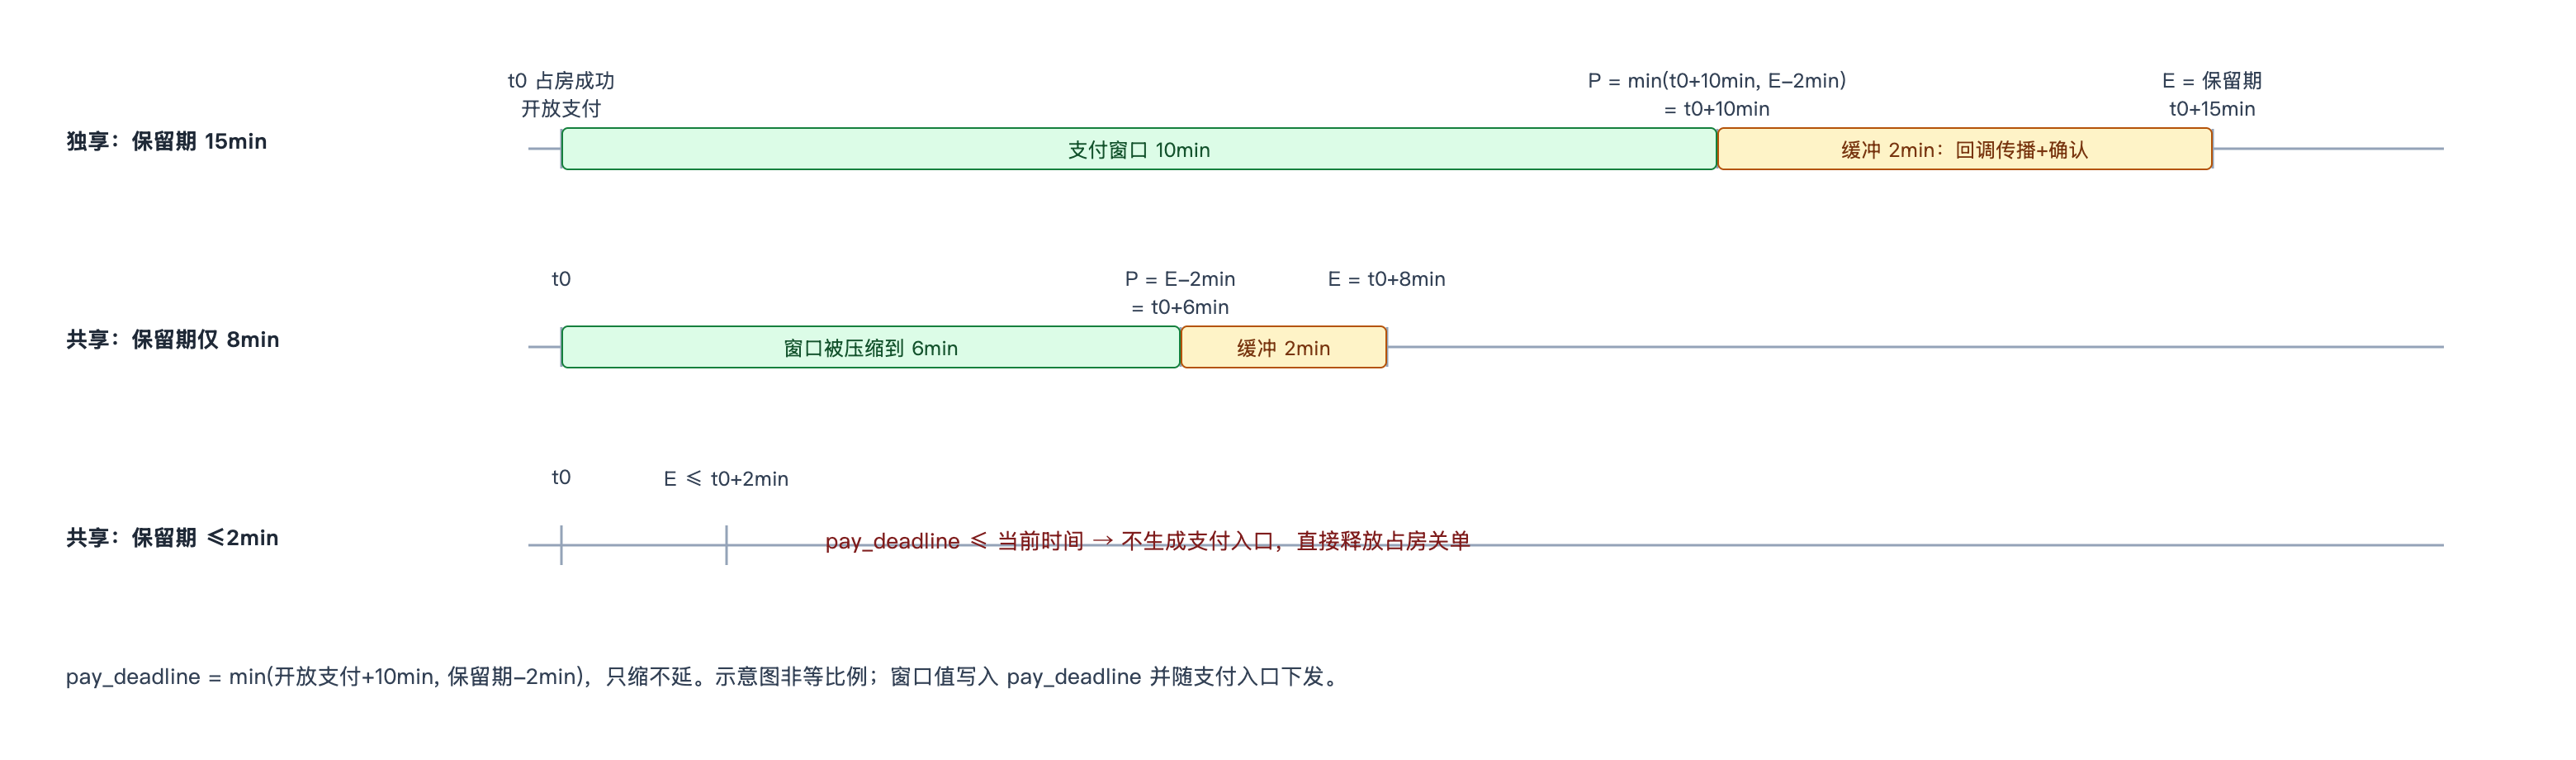 t0 占房成功
开放支付
P = min(t0+10min, E−2min)
= t0+10min
E = 保留期
t0+15min
独享：保留期 15min
支付窗口 10min
缓冲 2min：回调传播+确认
t0
P = E−2min
= t0+6min
E = t0+8min
共享：保留期仅 8min
窗口被压缩到 6min
缓冲 2min
t0
E ≤ t0+2min
共享：保留期 ≤2min
pay_deadline ≤ 当前时间 → 不生成支付入口，直接释放占房关单
pay_deadline = min(开放支付+10min, 保留期−2min)，只缩不延。示意图非等比例；窗口值写入 pay_deadline 并随支付入口下发。